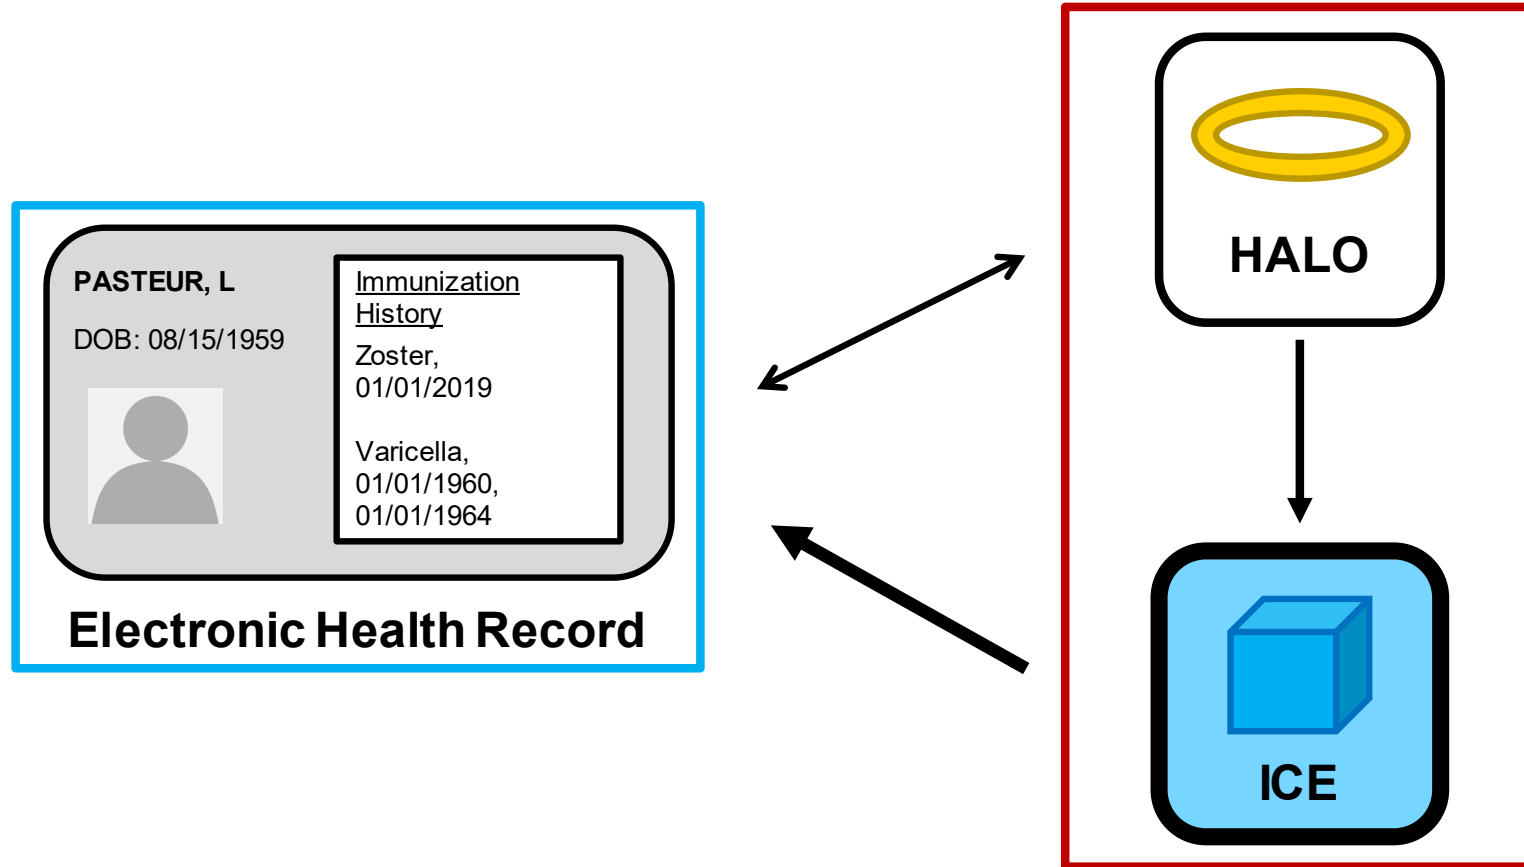 PASTEUR, L
DOB: 08/15/1959
Immunization
History
Zoster,
01/01/2019
Varicella,
01/01/1960,
01/01/1964
Electronic Health Record
HALO
ICE